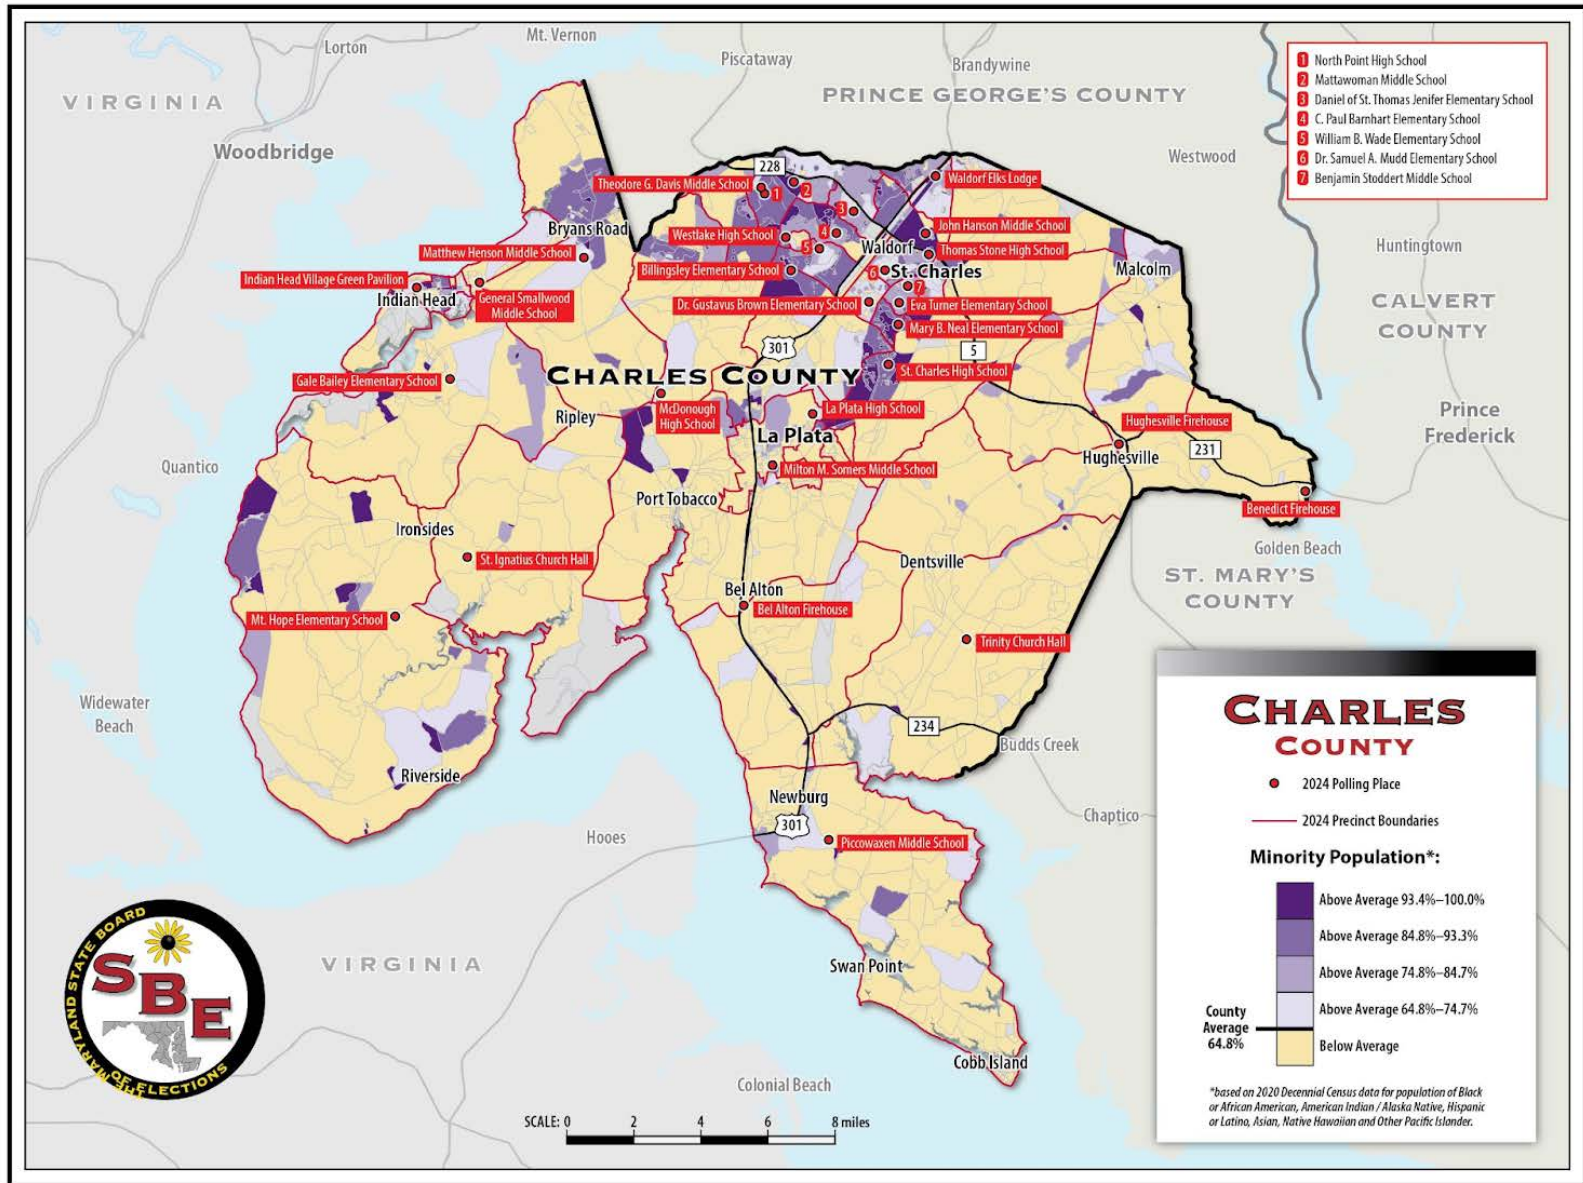 Mt. Vernon
Lorton
Piscataway
Brandywine
VIRGINIA
PRINCE GEORGE'S COUNTY
Woodbridge
Westwood
1 North Point High School
2 Mattawoman Middle School
3 Daniel of St. Thomas Jenifer Elementary School
4 C. Paul Barnhart Elementary School
5 William B. Wade Elementary School
6 Dr. Samuel A. Mudd Elementary School
7 Benjamin Stoddert Middle School
228
Theodore G. Davis Middle School
1
2
Waldorf Elks Lodge
3
Bryans Road
Westlake High School
4
John Hanson Middle School
5
Waldorf
Thomas Stone High School
Huntingtown
Matthew Henson Middle School
Billingsley Elementary School
6
St. Charles
Malcolm
Indian Head Village Green Pavilion
7
Indian Head
General Smallwood
Middle School
Dr. Gustavus Brown Elementary School
Eva Turner Elementary School
CALVERT
COUNTY
Mary B. Neal Elementary School
301
5
CHARLES COUNTY
St. Charles High School
Gale Bailey Elementary School
McDonough
High School
La Plata High School
Ripley
La Plata
Hughesville Firehouse
Prince
Frederick
Hughesville
231
Quantico
Milton M. Somers Middle School
Port Tobacco
Benedict Firehouse
Ironsides
Golden Beach
St. Ignatius Church Hall
Dentsville
ST. MARY'S
COUNTY
Bel Alton
Mt. Hope Elementary School
Bel Alton Firehouse
Trinity Church Hall
Widewater
Beach
234
Budds Creek
Riverside
Newburg
301
Hooes
Chaptico
Piccowaxen Middle School
VIRGINIA
Swan Point
Cobb Island
Colonial Beach
CHARLES
COUNTY
2024 Polling Place
2024 Precinct Boundaries
Minority Population*:
Above Average 93.4%–100.0%
Above Average 84.8%–93.3%
Above Average 74.8%–84.7%
Above Average 64.8%–74.7%
County
Average
64.8%
Below Average
*based on 2020 Decennial Census data for population of Black
or African American, American Indian / Alaska Native, Hispanic
or Latino, Asian, Native Hawaiian and Other Pacific Islander.
THE MARYLAND STATE BOARD
OF ELECTIONS
SBE
SCALE: 0 2 4 6 8 miles